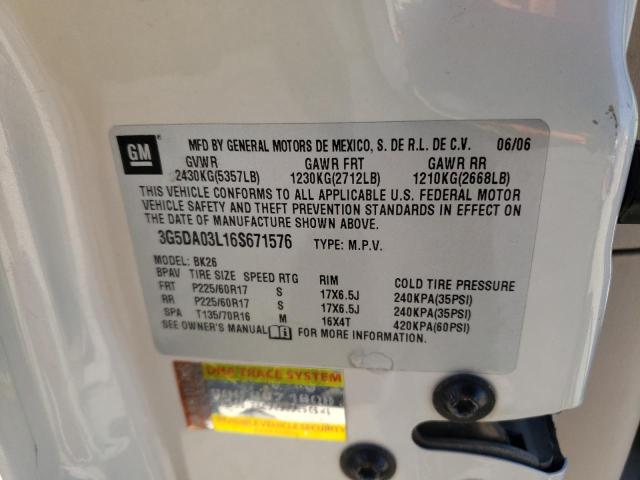 GM
MFD BY GENERAL MOTORS DE MEXICO, S. DE R.L. DE C.V. 06/06
GVWR GAWR FRT GAWR RR
2430KG(5357LB) 1230KG(2712LB) 1210KG(2668LB)
THIS VEHICLE CONFORMS TO ALL APPLICABLE U.S. FEDERAL MOTOR
VEHICLE SAFETY AND THEFT PREVENTION STANDARDS IN EFFECT ON
THE DATE OF MANUFACTURE SHOWN ABOVE.
3G5DA03L16S671576 TYPE: M.P.V.
MODEL: BK26
BPAV TIRE SIZE SPEED RTG RIM COLD TIRE PRESSURE
FRT P225/60R17 S 17X6.5J 240KPA(35PSI)
RR P225/60R17 S 17X6.5J 240KPA(35PSI)
SPA T135/70R16 M 16X4T 420KPA(60PSI)
SEE OWNER'S MANUAL FOR MORE INFORMATION.
DNA TRACE SYSTEM
VEHICLE SECURITY